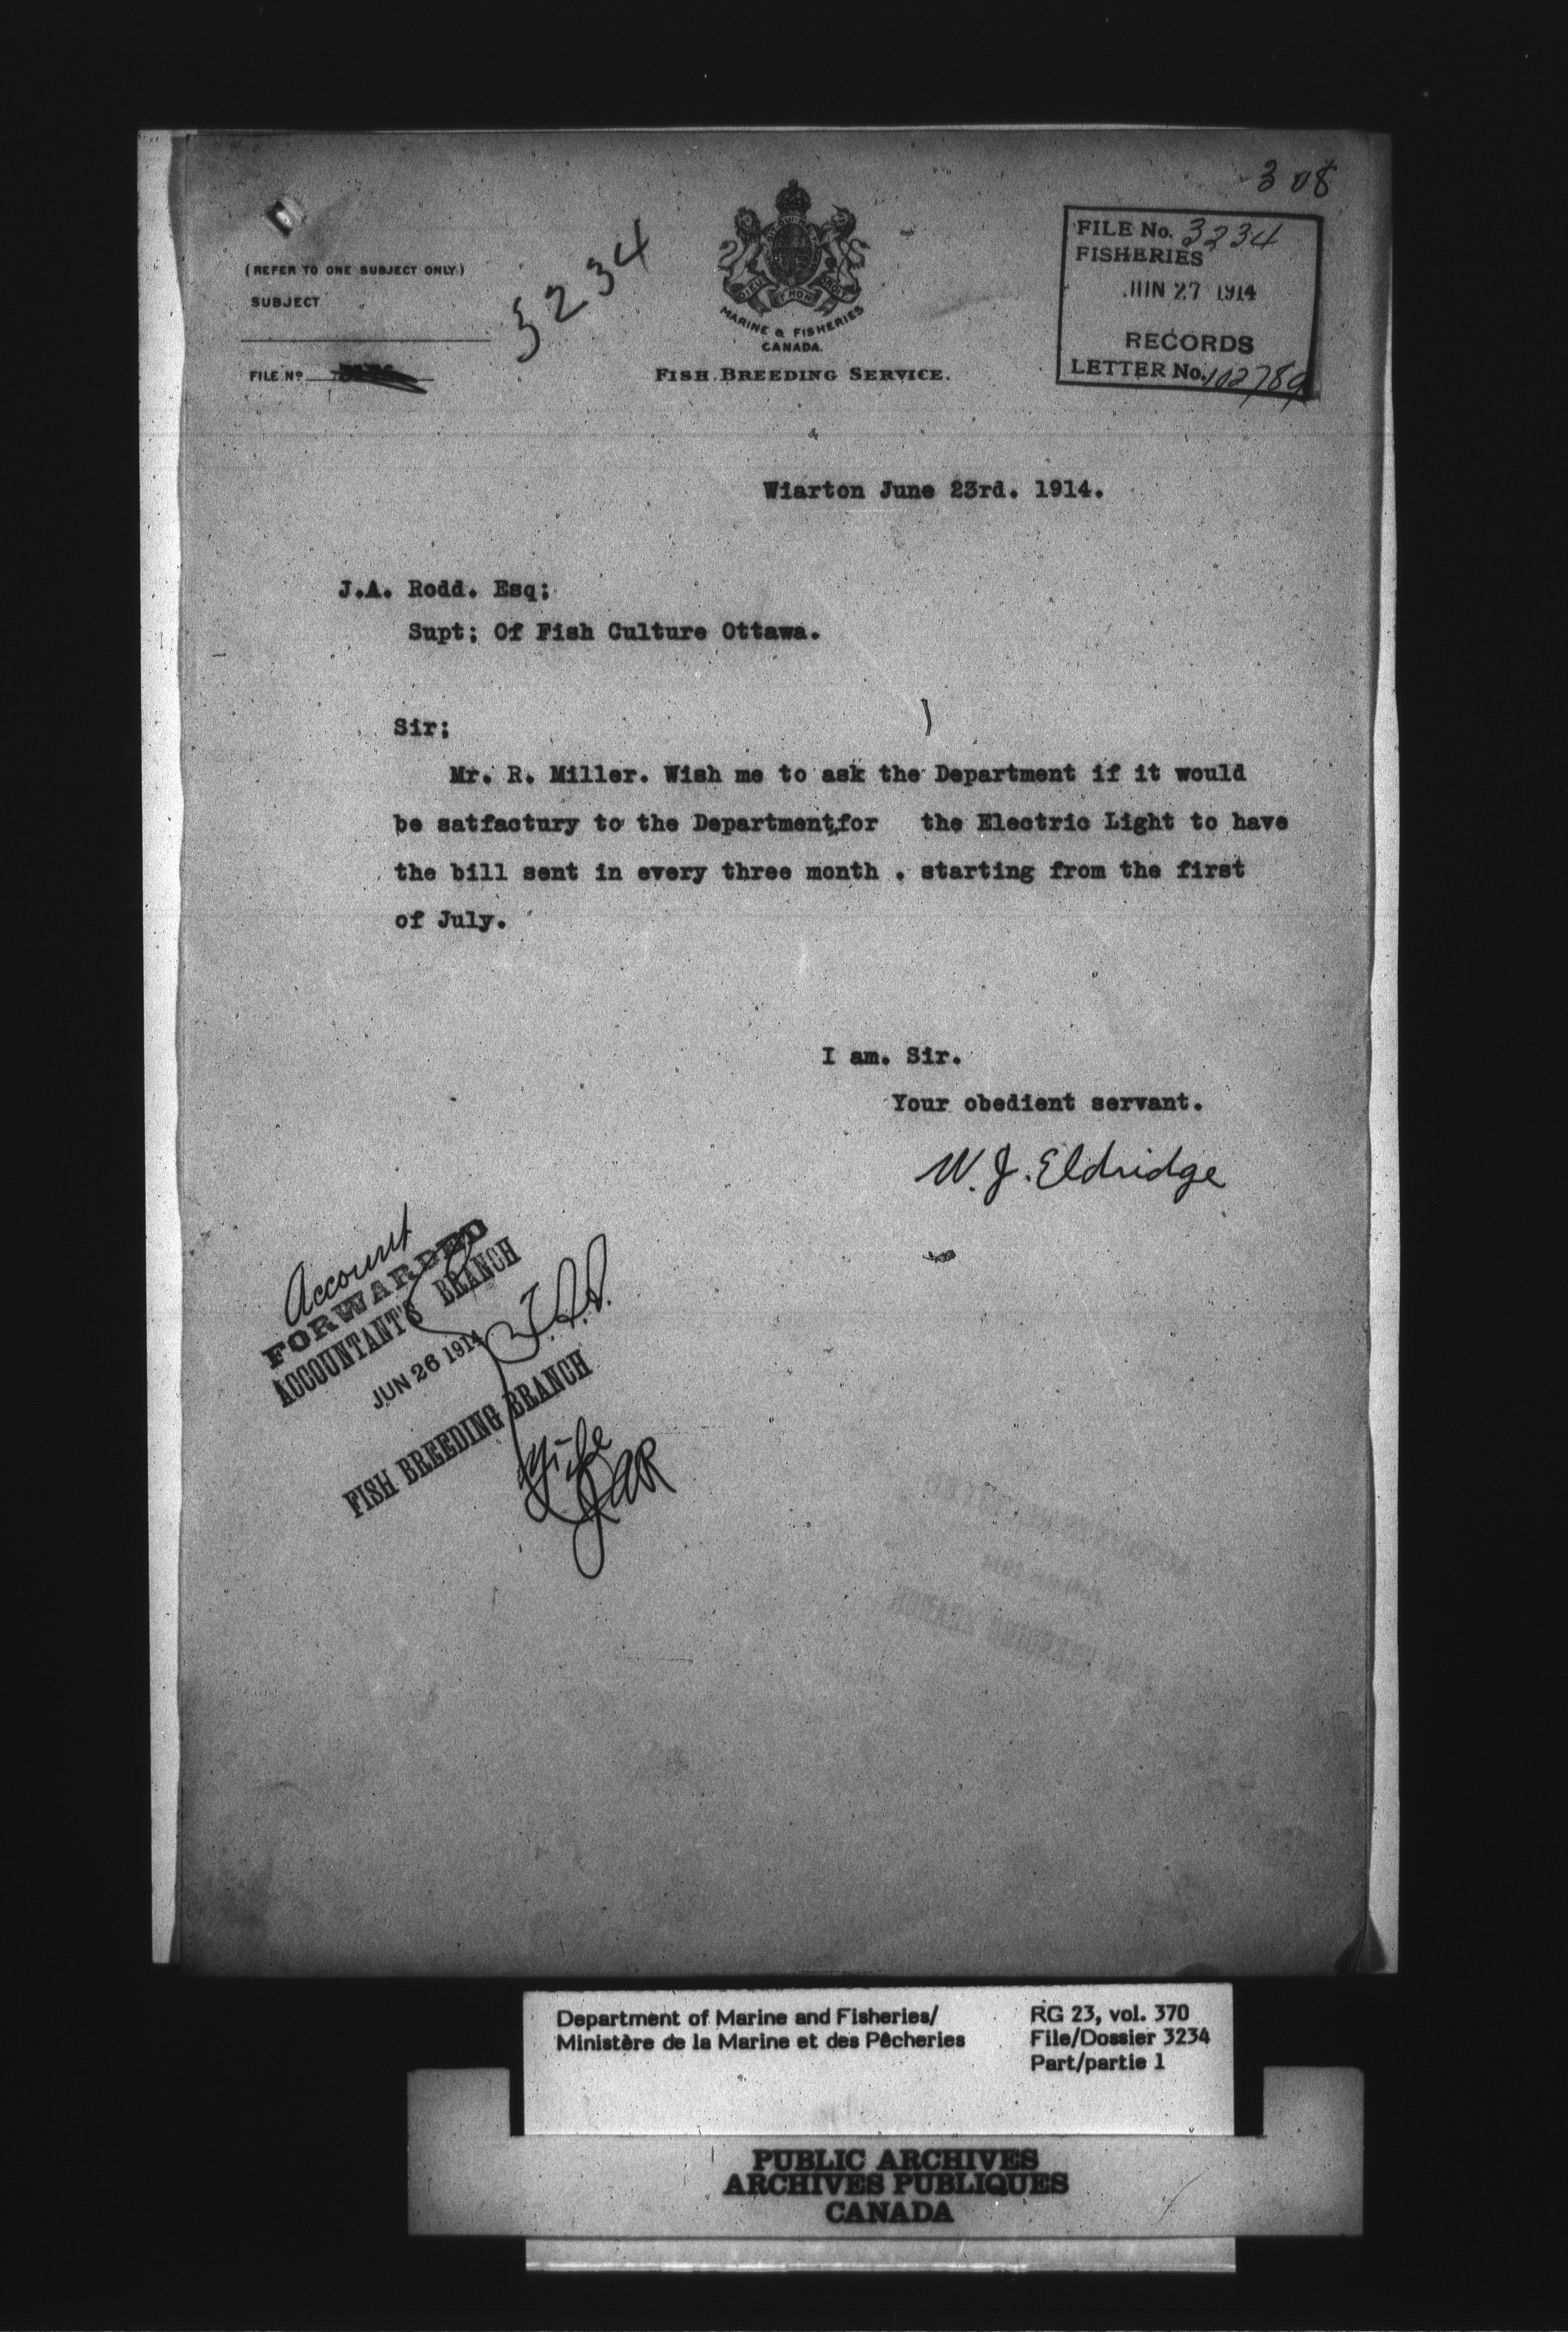 308
(REFER TO ONE SUBJECT ONLY)
SUBJECT
FILE No
3234
DIEU ET MON DROIT
MARINE & FISHERIES
CANADA.
FISH BREEDING SERVICE.
FILE No. 3234
FISHERIES
JUN 27 1914
RECORDS
LETTER No. 102789
Wiarton June 23rd. 1914.
J.A. Rodd. Esq;
Supt; Of Fish Culture Ottawa.
Sir;
Mr. R. Miller. Wish me to ask the Department if it would
be satfactury to the Department,for the Electric Light to have
the bill sent in every three month . starting from the first
of July.
I am. Sir.
Your obedient servant.
W. J. Eldridge
Account
FORWARDED
ACCOUNTANT'S BRANCH
JUN 26 1914
FISH BREEDING BRANCH
JAR
Department of Marine and Fisheries/
Ministère de la Marine et des Pêcheries
RG 23, vol. 370
File/Dossier 3234
Part/partie 1
PUBLIC ARCHIVES
ARCHIVES PUBLIQUES
CANADA